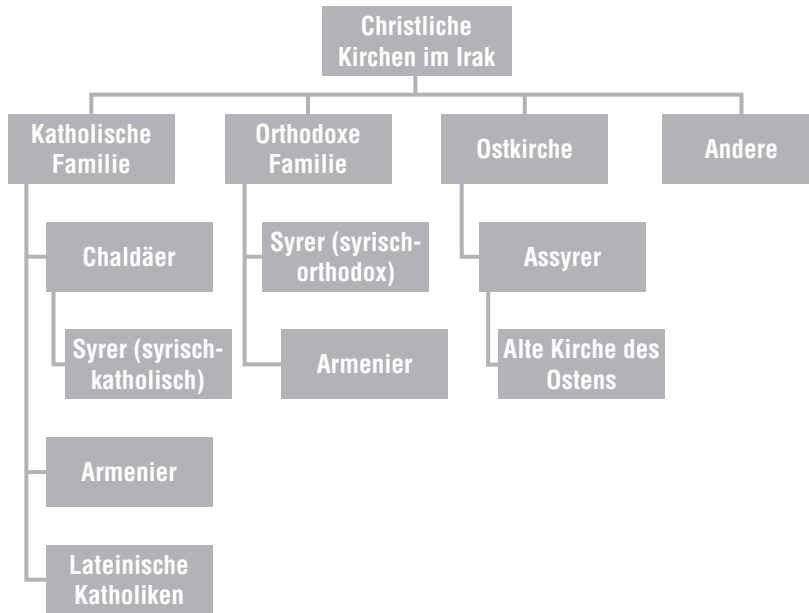 Christliche
Kirchen im Irak
Katholische
Familie
Orthodoxe
Familie
Ostkirche
Andere
Chaldäer
Syrer (syrisch-
katholisch)
Armenier
Lateinische
Katholiken
Syrer (syrisch-
orthodox)
Armenier
Assyrer
Alte Kirche des
Ostens